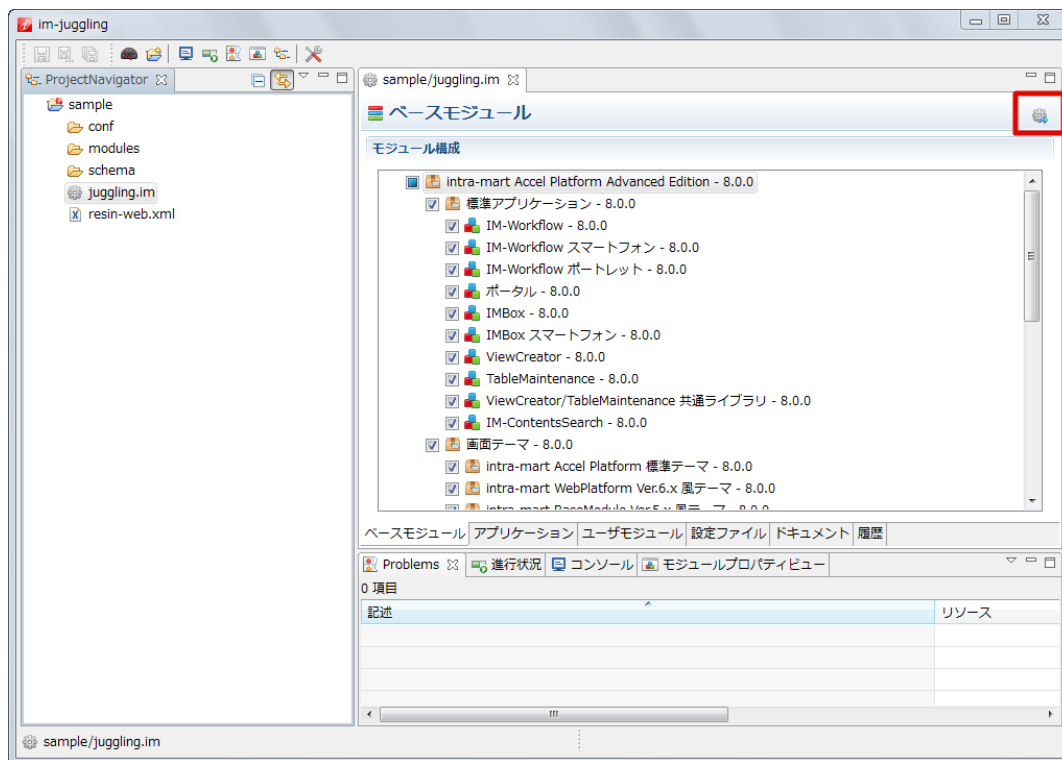 im-juggling
ProjectNavigator
sample
conf
modules
schema
juggling.im
resin-web.xml
sample/juggling.im
ベースモジュール
モジュール構成
intra-mart Accel Platform Advanced Edition - 8.0.0
標準アプリケーション - 8.0.0
IM-Workflow - 8.0.0
IM-Workflow スマートフォン - 8.0.0
IM-Workflow ポートレット - 8.0.0
ポータル - 8.0.0
IMBox - 8.0.0
IMBox スマートフォン - 8.0.0
ViewCreator - 8.0.0
TableMaintenance - 8.0.0
ViewCreator/TableMaintenance 共通ライブラリ - 8.0.0
IM-ContentsSearch - 8.0.0
画面テーマ - 8.0.0
intra-mart Accel Platform 標準テーマ - 8.0.0
intra-mart WebPlatform Ver.6.x 風テーマ - 8.0.0
intra-mart BaseModule Ver.5.x 風テーマ - 8.0.0
ベースモジュール アプリケーション ユーザモジュール 設定ファイル ドキュメント 履歴
Problems 進行状況 コンソール モジュールプロパティビュー
0 項目
記述 リソース
sample/juggling.im